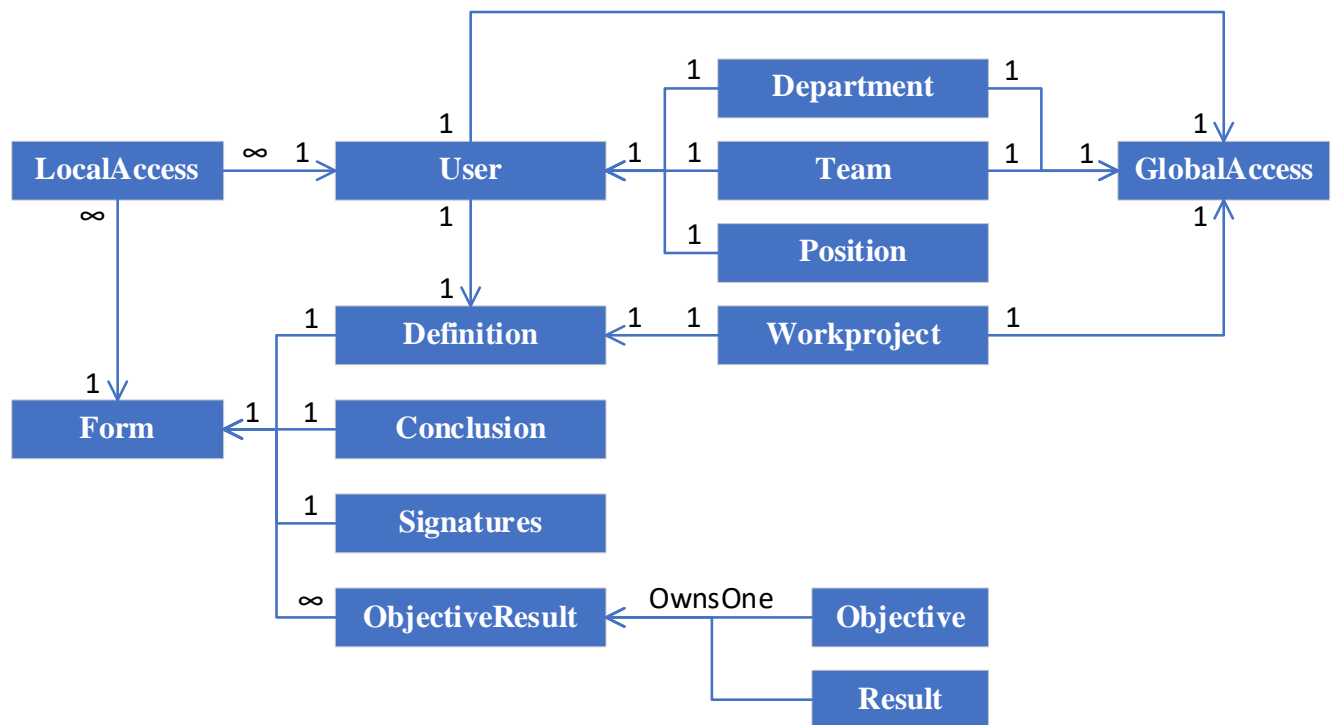 1 Department 1
1 1
LocalAccess ∞ 1 User 1 1 Team 1 1 GlobalAccess
∞ 1 1
1 Position
1
1 Definition 1 1 Workproject 1
1
Form 1 1 Conclusion
1 Signatures
∞ ObjectiveResult OwnsOne Objective
Result